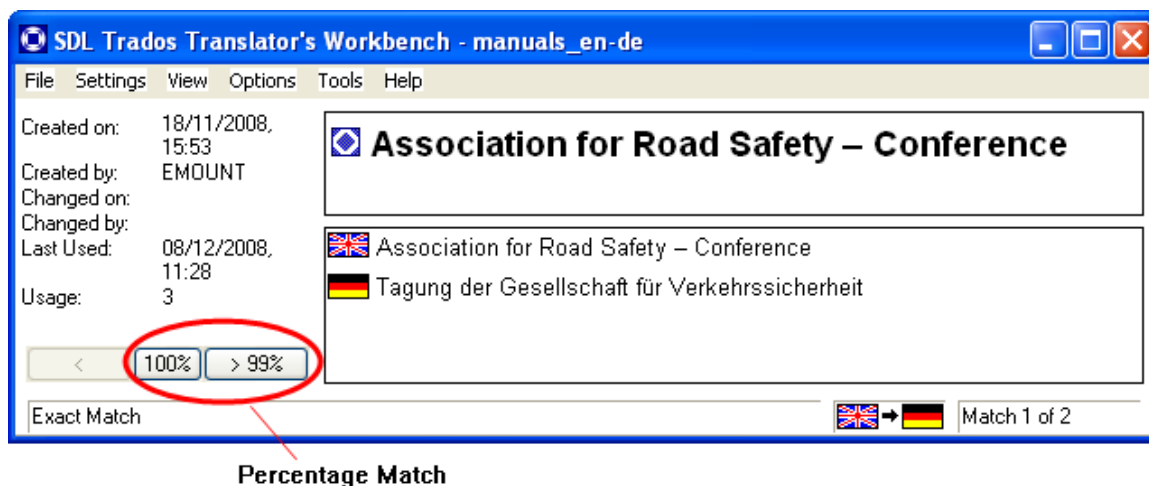 SDL Trados Translator's Workbench - manuals_en-de
File Settings View Options Tools Help
Created on: 18/11/2008,
15:53
Created by: EMOUNT
Changed on:
Changed by:
Last Used: 08/12/2008,
11:28
Usage: 3
< 100% > 99%
Association for Road Safety – Conference
Association for Road Safety – Conference
Tagung der Gesellschaft für Verkehrssicherheit
Exact Match
Match 1 of 2
Percentage Match